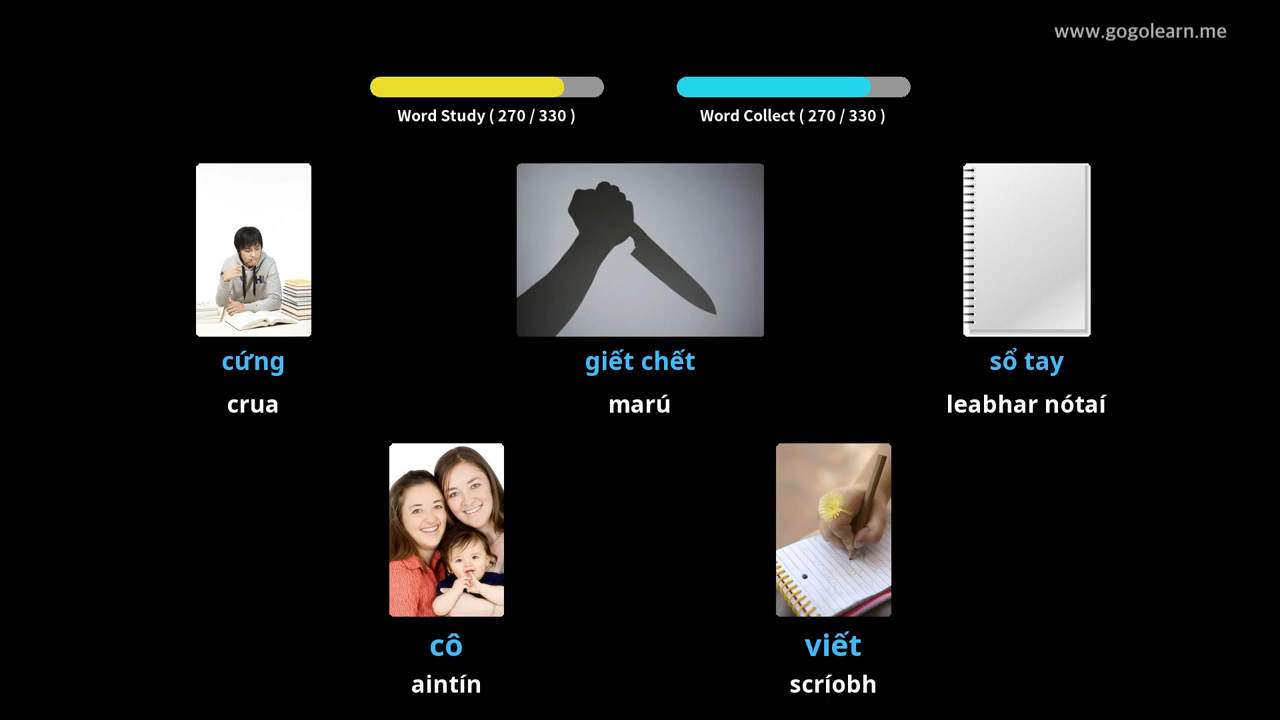 www.gogolearn.me
Word Study ( 270 / 330 )
Word Collect ( 270 / 330 )
cứng
crua
giết chết
marú
sổ tay
leabhar nótaí
cô
aintín
viết
scríobh